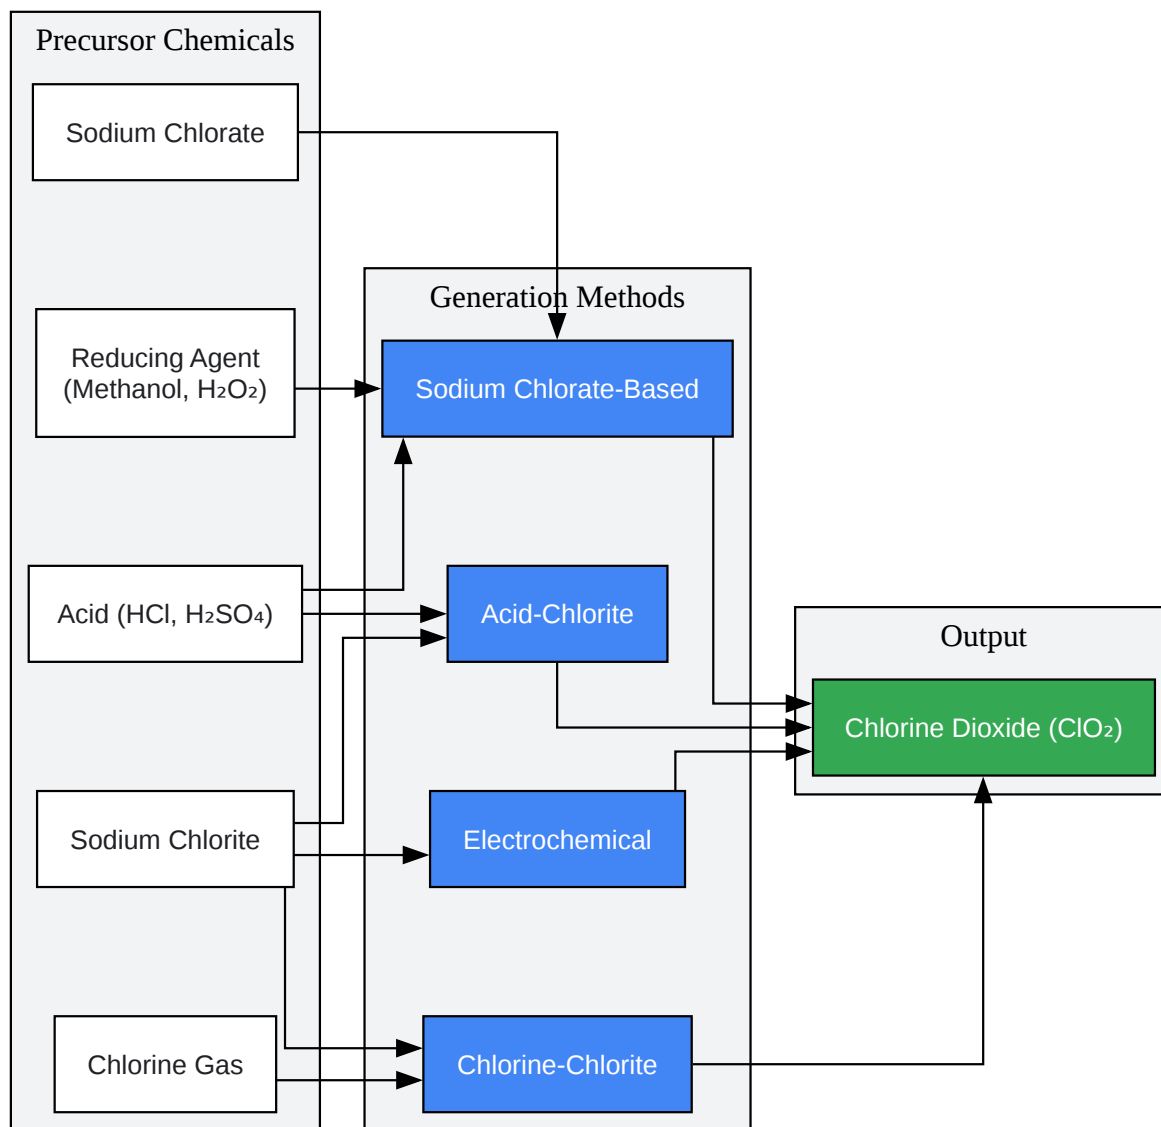 Precursor Chemicals
Sodium Chlorate
Reducing Agent
(Methanol, H₂O₂)
Acid (HCl, H₂SO₄)
Sodium Chlorite
Chlorine Gas
Generation Methods
Sodium Chlorate-Based
Acid-Chlorite
Electrochemical
Chlorine-Chlorite
Output
Chlorine Dioxide (ClO₂)